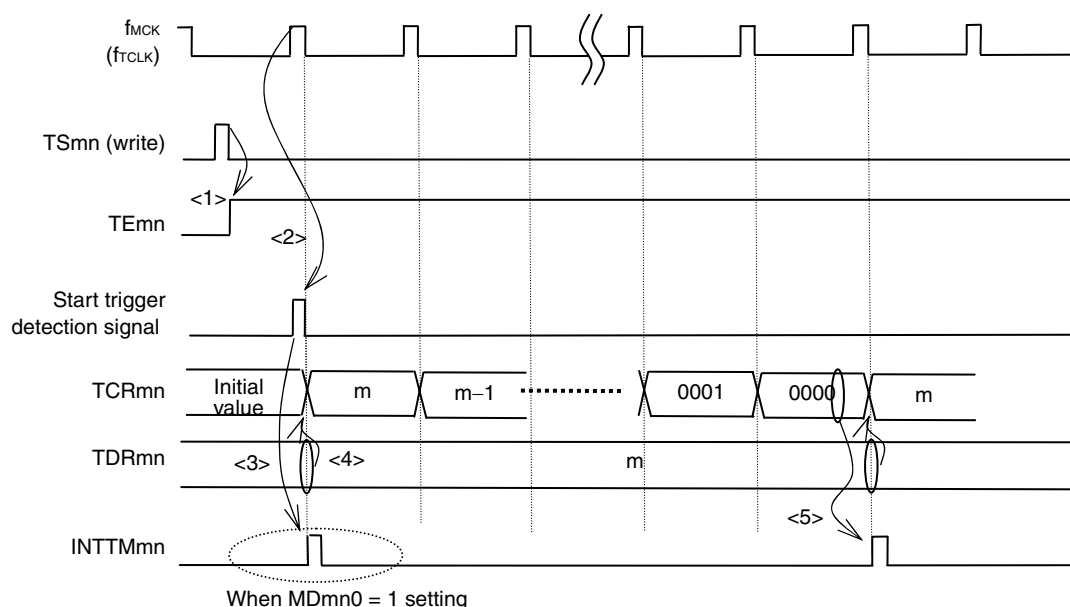 fMCK
(fTCLK)
TSmn (write)
<1>
TEmn
<2>
Start trigger
detection signal
TCRmn
Initial
value
m
m−1
0001
0000
m
TDRmn
<3>
<4>
m
<5>
INTTMmn
When MDmn0 = 1 setting